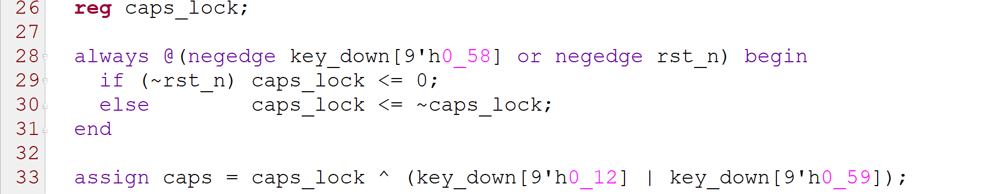 26 reg caps_lock;
27
28 always @(negedge key_down[9'h0_58] or negedge rst_n) begin
29 if (~rst_n) caps_lock <= 0;
30 else caps_lock <= ~caps_lock;
31 end
32
33 assign caps = caps_lock ^ (key_down[9'h0_12] | key_down[9'h0_59]);